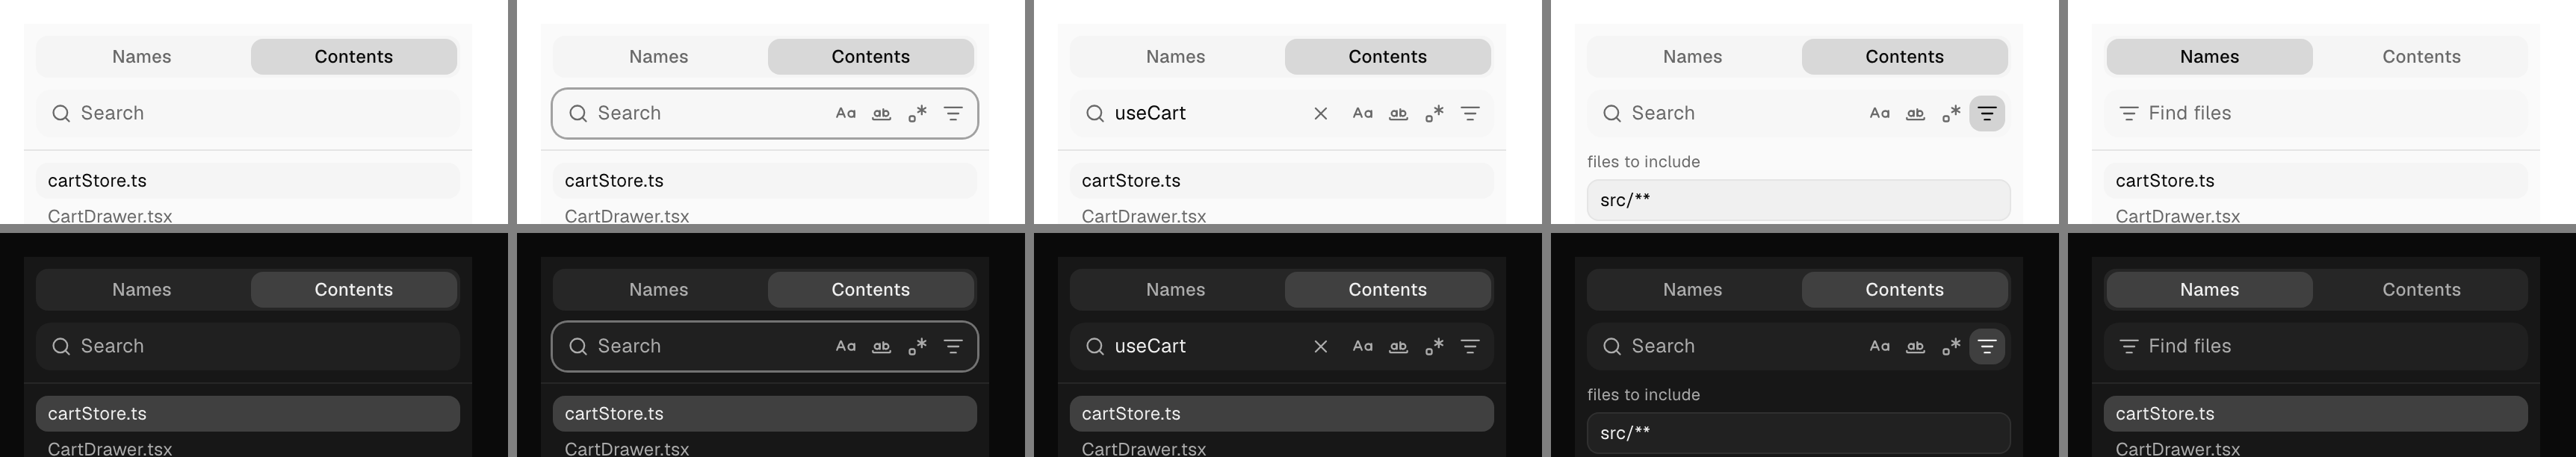 Names Contents
Search
cartStore.ts
CartDrawer.tsx
Names Contents
Search Aa ab .*
cartStore.ts
CartDrawer.tsx
Names Contents
useCart Aa ab .*
cartStore.ts
CartDrawer.tsx
Names Contents
Search Aa ab .*
files to include
src/**
Names Contents
Find files
cartStore.ts
CartDrawer.tsx
Names Contents
Search
cartStore.ts
CartDrawer.tsx
Names Contents
Search Aa ab .*
cartStore.ts
CartDrawer.tsx
Names Contents
useCart Aa ab .*
cartStore.ts
CartDrawer.tsx
Names Contents
Search Aa ab .*
files to include
src/**
Names Contents
Find files
cartStore.ts
CartDrawer.tsx